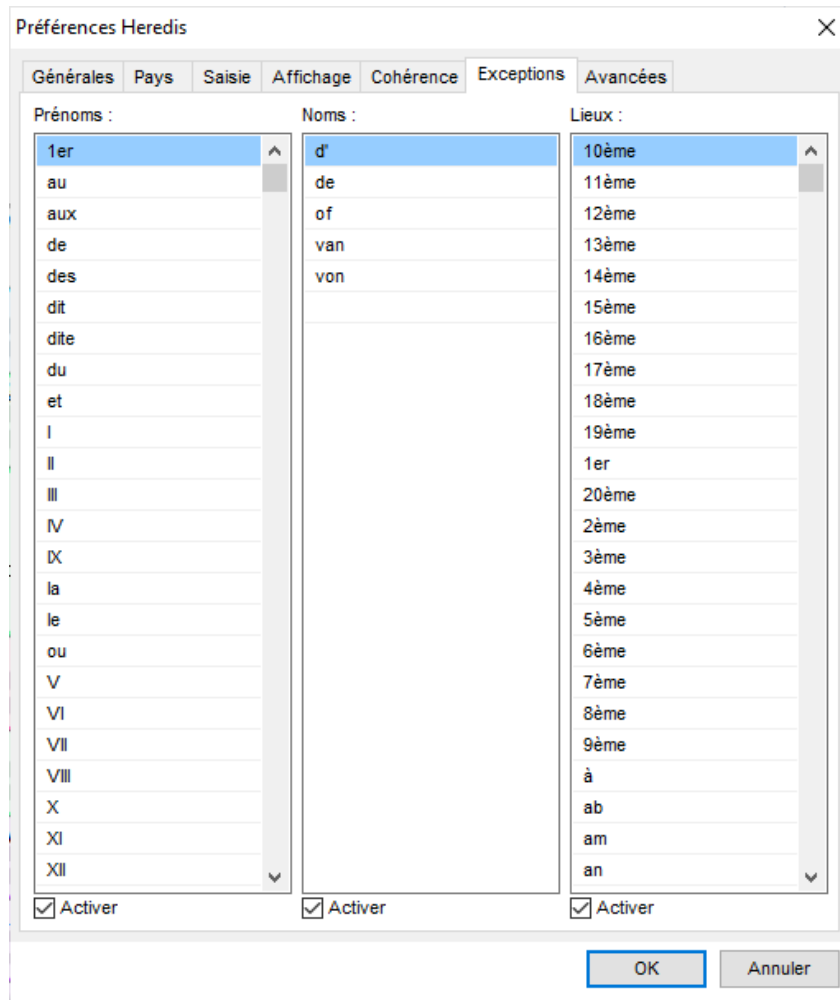 Préférences Heredis
Générales Pays Saisie Affichage Cohérence Exceptions Avancées
Prénoms :
1er
au
aux
de
des
dit
dite
du
et
I
II
III
IV
IX
la
le
ou
V
VI
VII
VIII
X
XI
XII
Activer
Noms :
d'
de
of
van
von
Activer
Lieux :
10ème
11ème
12ème
13ème
14ème
15ème
16ème
17ème
18ème
19ème
1er
20ème
2ème
3ème
4ème
5ème
6ème
7ème
8ème
9ème
à
ab
am
an
Activer
OK Annuler